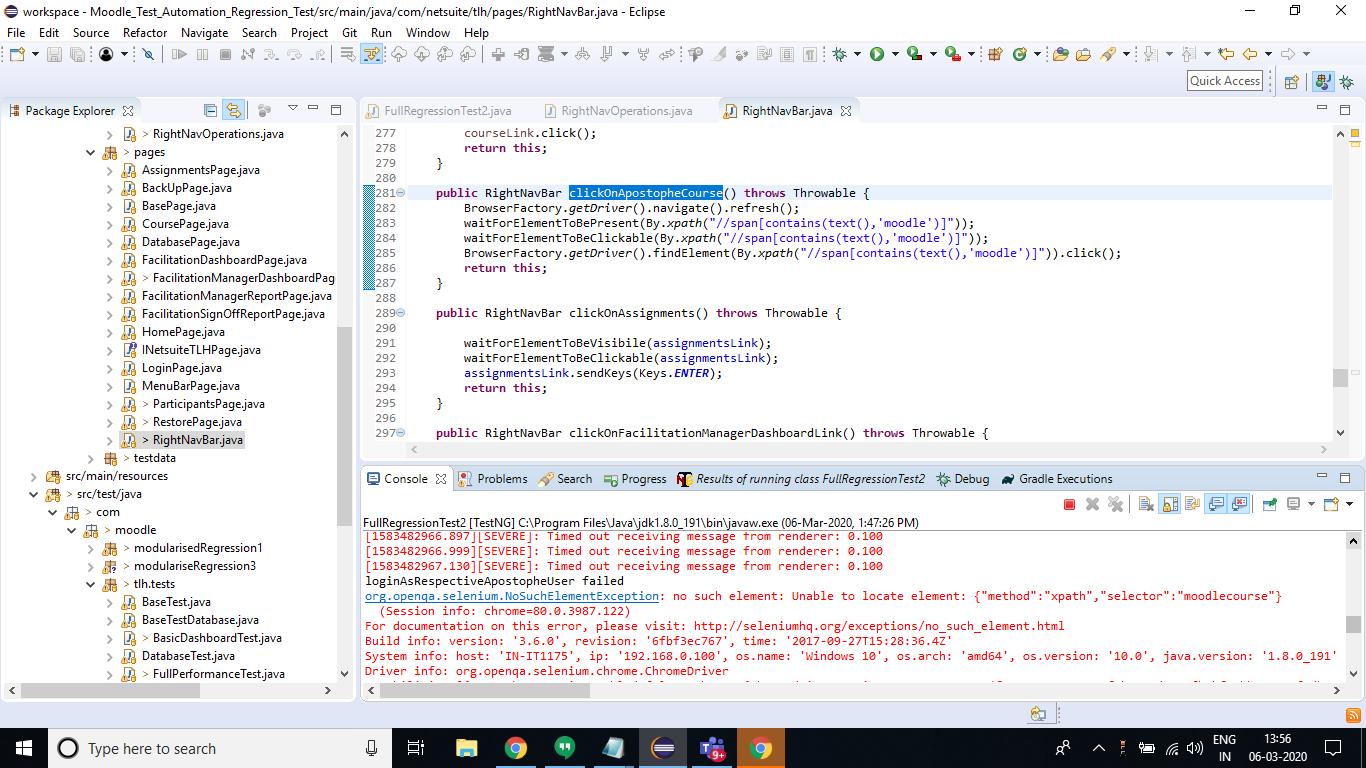 workspace - Moodle_Test_Automation_Regression_Test/src/main/java/com/netsuite/tlh/pages/RightNavBar.java - Eclipse
File Edit Source Refactor Navigate Search Project Git Run Window Help
Quick Access
Package Explorer
> RightNavOperations.java
> pages
AssignmentsPage.java
BackUpPage.java
BasePage.java
CoursePage.java
DatabasePage.java
FacilitationDashboardPage.java
> FacilitationManagerDashboardPag
FacilitationManagerReportPage.java
FacilitationSignOffReportPage.java
HomePage.java
INetsuiteTLHPage.java
LoginPage.java
MenuBarPage.java
> ParticipantsPage.java
> RestorePage.java
> RightNavBar.java
> testdata
src/main/resources
> src/test/java
> com
> moodle
> modularisedRegression1
> modulariseRegression3
> tlh.tests
BaseTest.java
BaseTestDatabase.java
> BasicDashboardTest.java
DatabaseTest.java
> FullPerformanceTest.java
FullRegressionTest2.java RightNavOperations.java RightNavBar.java
277 courseLink.click();
278 return this;
279 }
280
281 public RightNavBar clickOnApostopheCourse() throws Throwable {
282 BrowserFactory.getDriver().navigate().refresh();
283 waitForElementToBePresent(By.xpath("//span[contains(text(),'moodle')]"));
284 waitForElementToBeClickable(By.xpath("//span[contains(text(),'moodle')]"));
285 BrowserFactory.getDriver().findElement(By.xpath("//span[contains(text(),'moodle')]")).click();
286 return this;
287 }
288
289 public RightNavBar clickOnAssignments() throws Throwable {
290
291 waitForElementToBeVisibile(assignmentsLink);
292 waitForElementToBeClickable(assignmentsLink);
293 assignmentsLink.sendKeys(Keys.ENTER);
294 return this;
295 }
296
297 public RightNavBar clickOnFacilitationManagerDashboardLink() throws Throwable {
Console Problems Search Progress Results of running class FullRegressionTest2 Debug Gradle Executions
FullRegressionTest2 [TestNG] C:\Program Files\Java\jdk1.8.0_191\bin\javaw.exe (06-Mar-2020, 1:47:26 PM)
[1583482966.897][SEVERE]: Timed out receiving message from renderer: 0.100
[1583482966.999][SEVERE]: Timed out receiving message from renderer: 0.100
[1583482967.130][SEVERE]: Timed out receiving message from renderer: 0.100
loginAsRespectiveApostopheUser failed
org.openqa.selenium.NoSuchElementException: no such element: Unable to locate element: {"method":"xpath","selector":"moodlecourse"}
(Session info: chrome=80.0.3987.122)
For documentation on this error, please visit: http://seleniumhq.org/exceptions/no_such_element.html
Build info: version: '3.6.0', revision: '6fbf3ec767', time: '2017-09-27T15:28:36.4Z'
System info: host: 'IN-IT1175', ip: '192.168.0.100', os.name: 'Windows 10', os.arch: 'amd64', os.version: '10.0', java.version: '1.8.0_191'
Driver info: org.openqa.selenium.chrome.ChromeDriver
Type here to search
9+
ENG
IN
13:56
06-03-2020